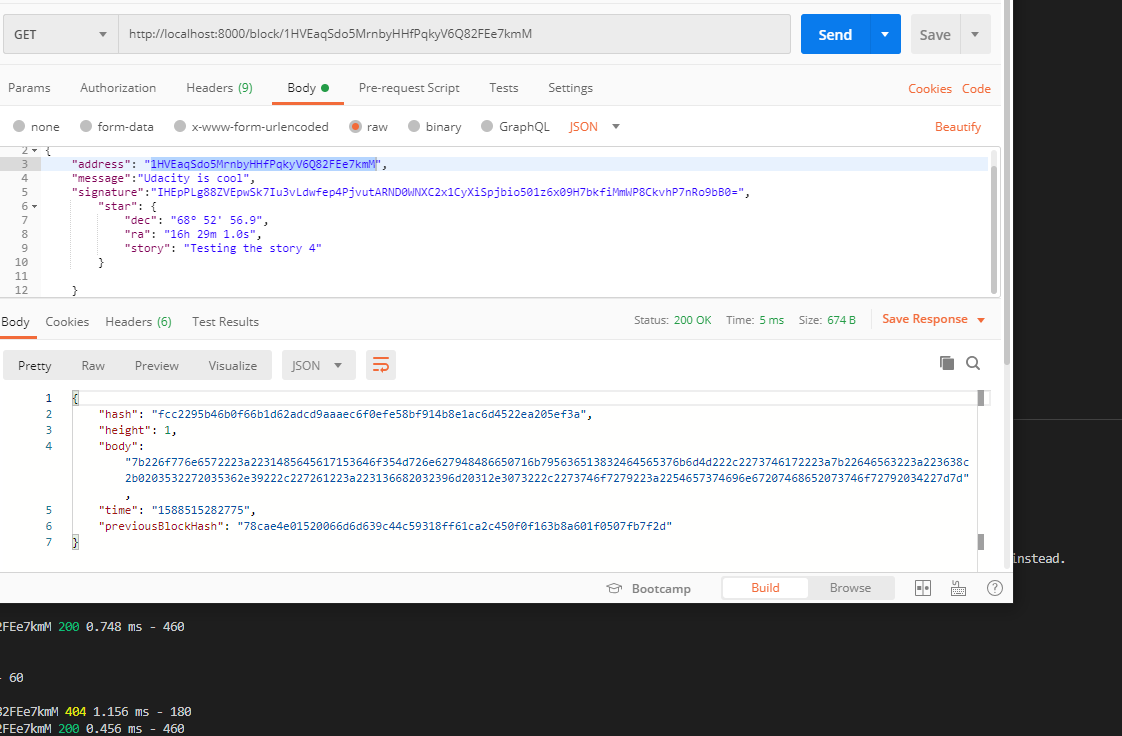 GET http://localhost:8000/block/1HVEaqSdo5MrnbyHHfPqkyV6Q82FEe7kmM Send Save
Params Authorization Headers (9) Body Pre-request Script Tests Settings Cookies Code
none form-data x-www-form-urlencoded raw binary GraphQL JSON Beautify
2 {
3 "address": "1HVEaqSdo5MrnbyHHfPqkyV6Q82FEe7kmM",
4 "message":"Udacity is cool",
5 "signature":"IHEpPLg88ZVEpwSk7Iu3vLdwfep4PjvutARND0WNXC2x1CyXiSpjbio501z6x09H7bkfiMmWP8CkvhP7nRo9bB0=",
6 "star": {
7 "dec": "68° 52' 56.9",
8 "ra": "16h 29m 1.0s",
9 "story": "Testing the story 4"
10 }
11
12 }
Body Cookies Headers (6) Test Results Status: 200 OK Time: 5 ms Size: 674 B Save Response
Pretty Raw Preview Visualize JSON
1 {
2 "hash": "fcc2295b46b0f66b1d62adcd9aaaec6f0efe58bf914b8e1ac6d4522ea205ef3a",
3 "height": 1,
4 "body":
"7b226f776e6572223a2231485645617153646f354d726e627948486650716b795636513832464565376b6d4d222c2273746172223a7b22646563223a223638c
2b0203532272035362e39222c227261223a223136682032396d20312e3073222c2273746f7279223a2254657374696e67207468652073746f72792034227d7d"
,
5 "time": "1588515282775",
6 "previousBlockHash": "78cae4e01520066d6d639c44c59318ff61ca2c450f0f163b8a601f0507fb7f2d"
7 }
instead.
Bootcamp Build Browse
2FEe7kmM 200 0.748 ms - 460
- 60
82FEe7kmM 404 1.156 ms - 180
2FEe7kmM 200 0.456 ms - 460